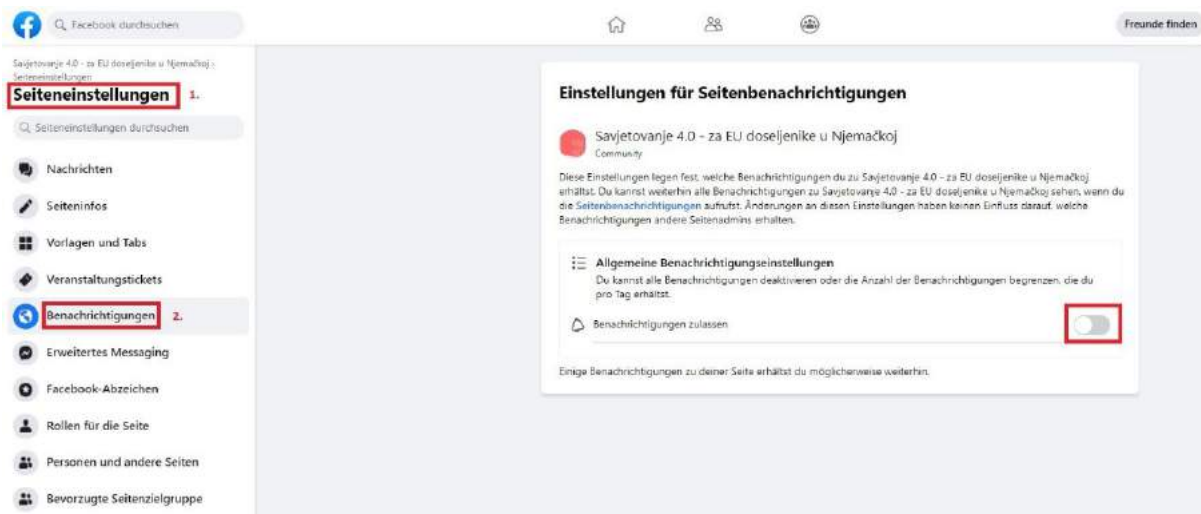 Facebook durchsuchen
Freunde finden
Savjetovanje 4.0 - za EU doseljenike u Njemačkoj ›
Seiteneinstellungen
Seiteneinstellungen 1.
Seiteneinstellungen durchsuchen
Nachrichten
Seiteninfos
Vorlagen und Tabs
Veranstaltungstickets
Benachrichtigungen 2.
Erweitertes Messaging
Facebook-Abzeichen
Rollen für die Seite
Personen und andere Seiten
Bevorzugte Seitenzielgruppe
Einstellungen für Seitenbenachrichtigungen
Savjetovanje 4.0 - za EU doseljenike u Njemačkoj
Community
Diese Einstellungen legen fest, welche Benachrichtigungen du zu Savjetovanje 4.0 - za EU doseljenike u Njemačkoj
erhältst. Du kannst weiterhin alle Benachrichtigungen zu Savjetovanje 4.0 - za EU doseljenike u Njemačkoj sehen, wenn du
die Seitenbenachrichtigungen aufrufst. Änderungen an diesen Einstellungen haben keinen Einfluss darauf, welche
Benachrichtigungen andere Seitenadmins erhalten.
Allgemeine Benachrichtigungseinstellungen
Du kannst alle Benachrichtigungen deaktivieren oder die Anzahl der Benachrichtigungen begrenzen, die du
pro Tag erhältst.
Benachrichtigungen zulassen
Einige Benachrichtigungen zu deiner Seite erhältst du möglicherweise weiterhin.